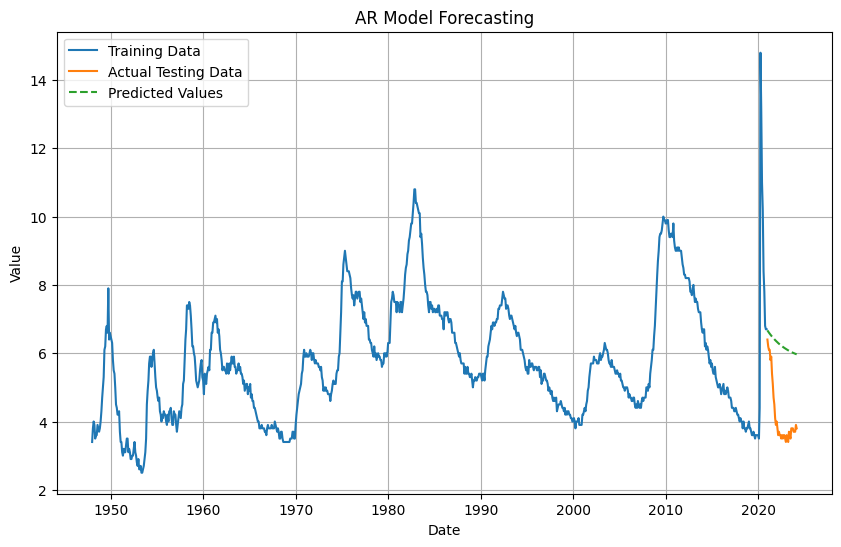 AR Model Forecasting
Training Data
Actual Testing Data
Predicted Values
Value
14
12
10
8
6
4
2
1950 1960 1970 1980 1990 2000 2010 2020
Date